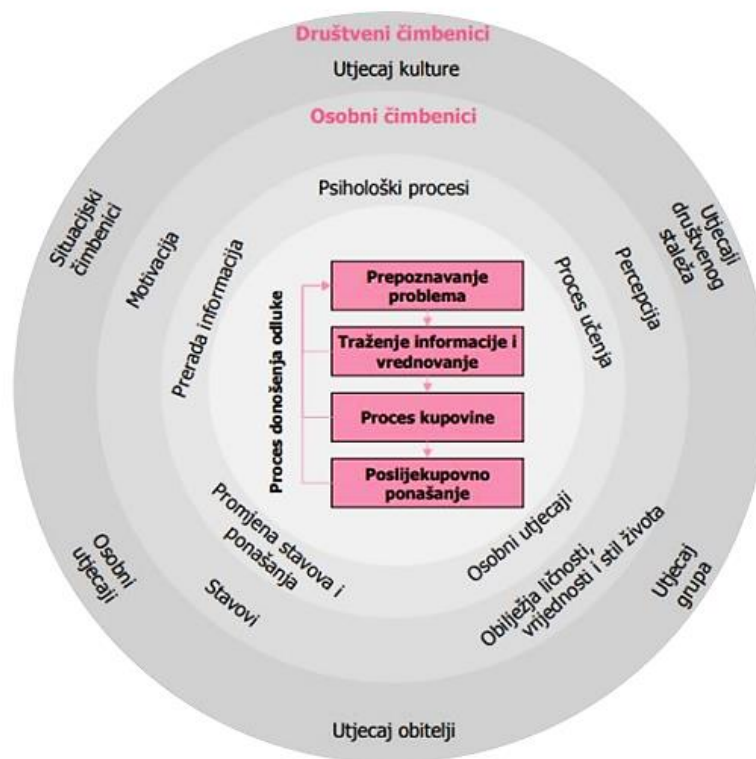 Društveni čimbenici
Utjecaj kulture
Osobni čimbenici
Psihološki procesi
Situacijski
čimbenici
Motivacija
Prerada informacija
Proces učenja
Percepcija
Utjecaji
društvenog
staleža
Proces donošenja odluke
Prepoznavanje
problema
Traženje informacije i
vrednovanje
Proces kupovine
Poslijekupovno
ponašanje
Promjena stavova i
ponašanja
Osobni utjecaji
Stavovi
Obilježja ličnosti,
vrijednosti i stil života
Osobni
utjecaji
Utjecaj
grupa
Utjecaj obitelji